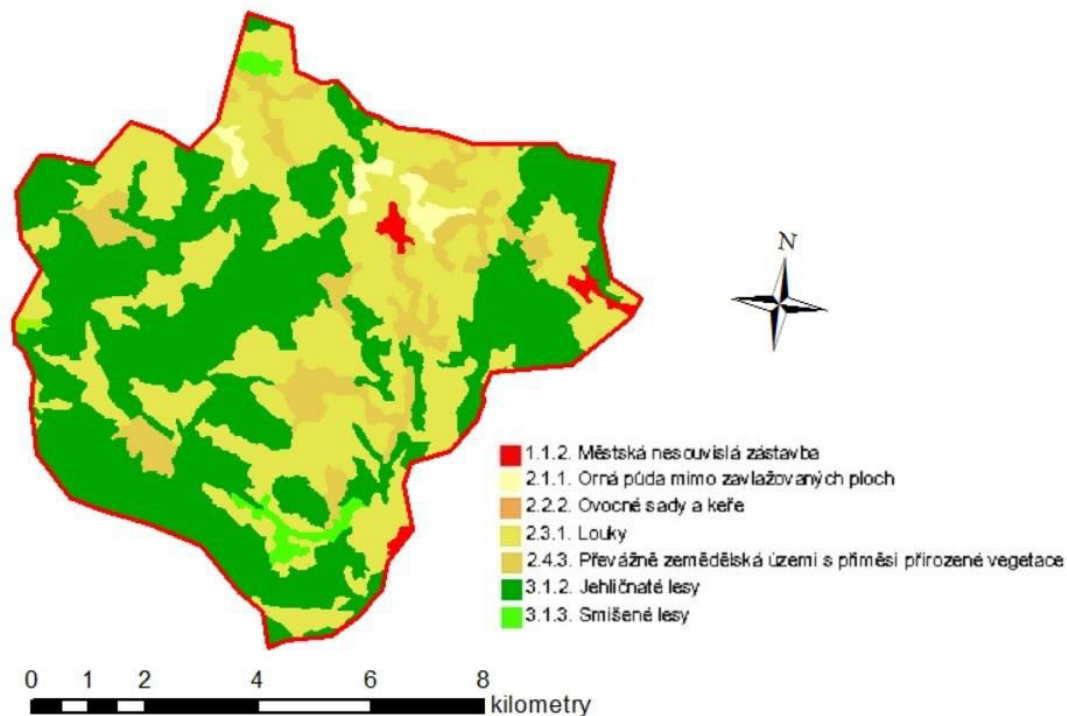 N
1.1.2. Městská nesouvislá zástavba
2.1.1. Orná půda mimo zavlažovaných ploch
2.2.2. Ovocné sady a keře
2.3.1. Louky
2.4.3. Převážně zemědělská území s příměsí přirozené vegetace
3.1.2. Jehličnaté lesy
3.1.3. Smíšené lesy
0 1 2 4 6 8
kilometry